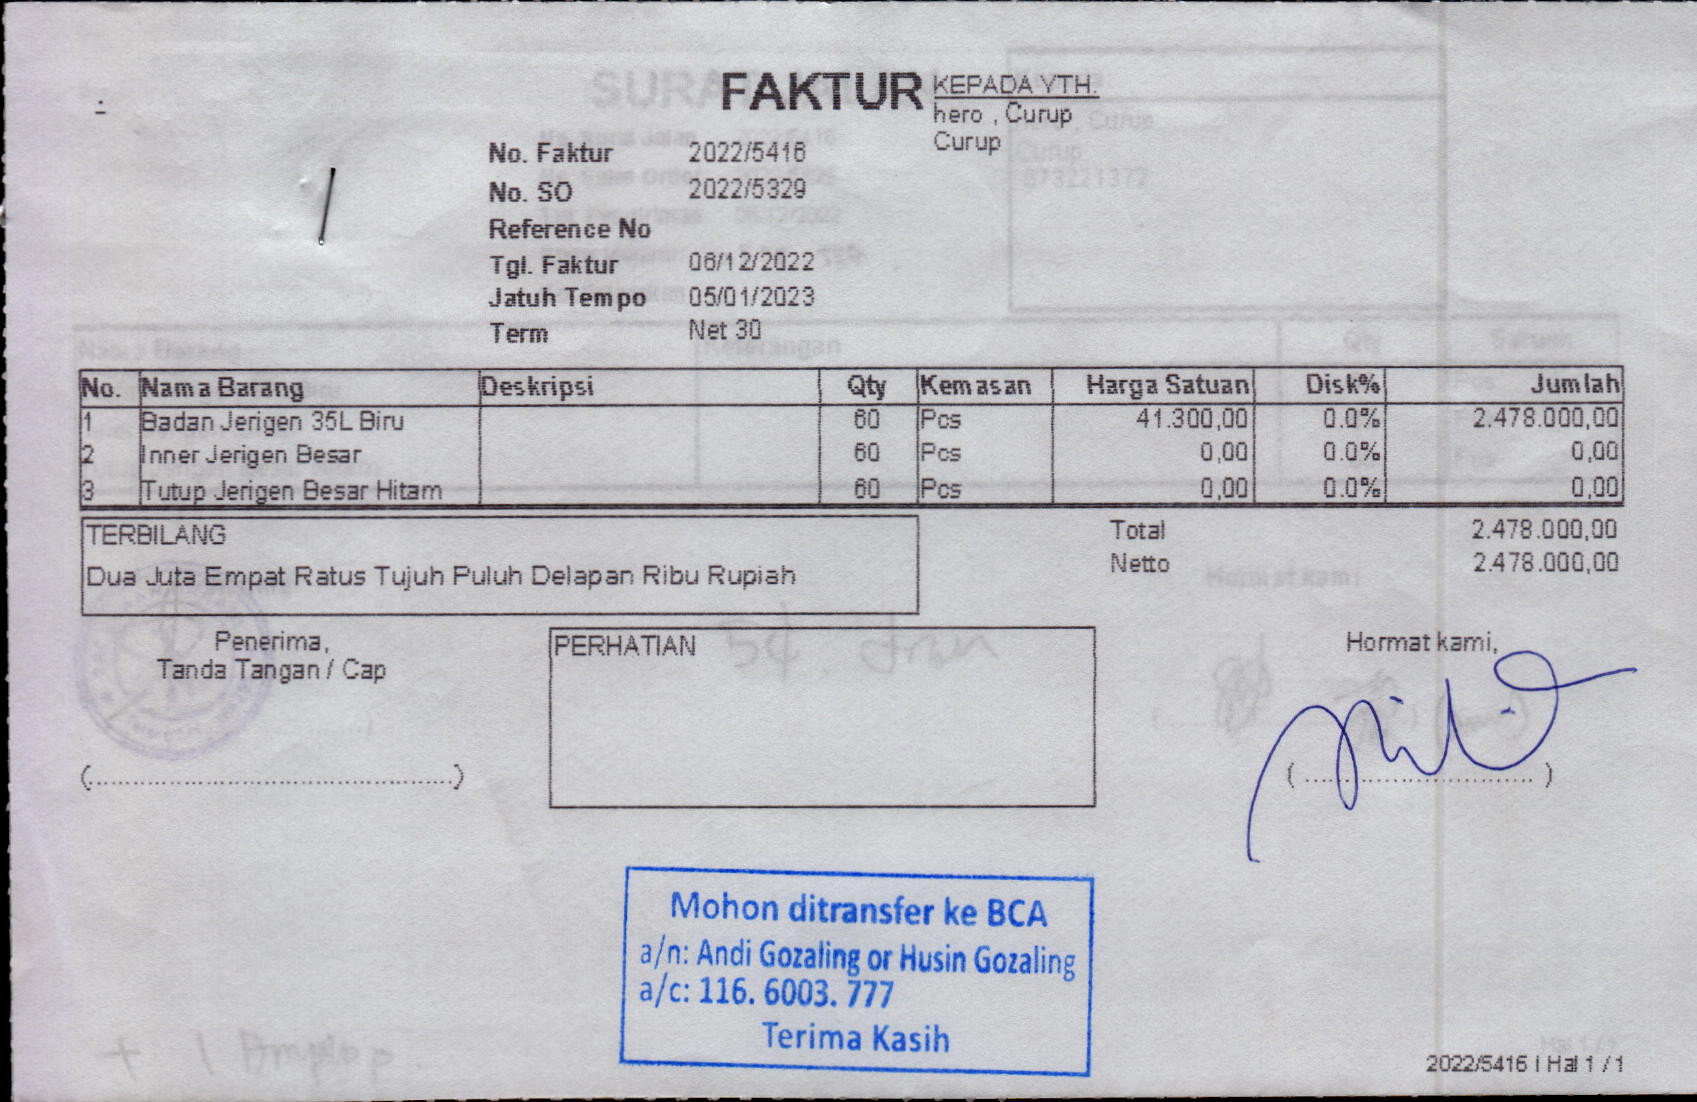 FAKTUR
KEPADA YTH.
hero , Curup
Curup
No. Faktur 2022/5416
No. SO 2022/5329
Reference No
Tgl. Faktur 06/12/2022
Jatuh Tempo 05/01/2023
Term Net 30
No. Nama Barang Deskripsi Qty Kemasan Harga Satuan Disk% Jumlah
1 Badan Jerigen 35L Biru 60 Pcs 41.300,00 0.0% 2.478.000,00
2 Inner Jerigen Besar 60 Pcs 0,00 0.0% 0,00
3 Tutup Jerigen Besar Hitam 60 Pcs 0,00 0.0% 0,00
TERBILANG
Dua Juta Empat Ratus Tujuh Puluh Delapan Ribu Rupiah
Total 2.478.000,00
Netto 2.478.000,00
Penerima,
Tanda Tangan / Cap
(................................................)
PERHATIAN
Hormat kami,
( .............................. )
Mohon ditransfer ke BCA
a/n: Andi Gozaling or Husin Gozaling
a/c: 116. 6003. 777
Terima Kasih
+ 1 Amplop
2022/5416 | Hal 1 / 1